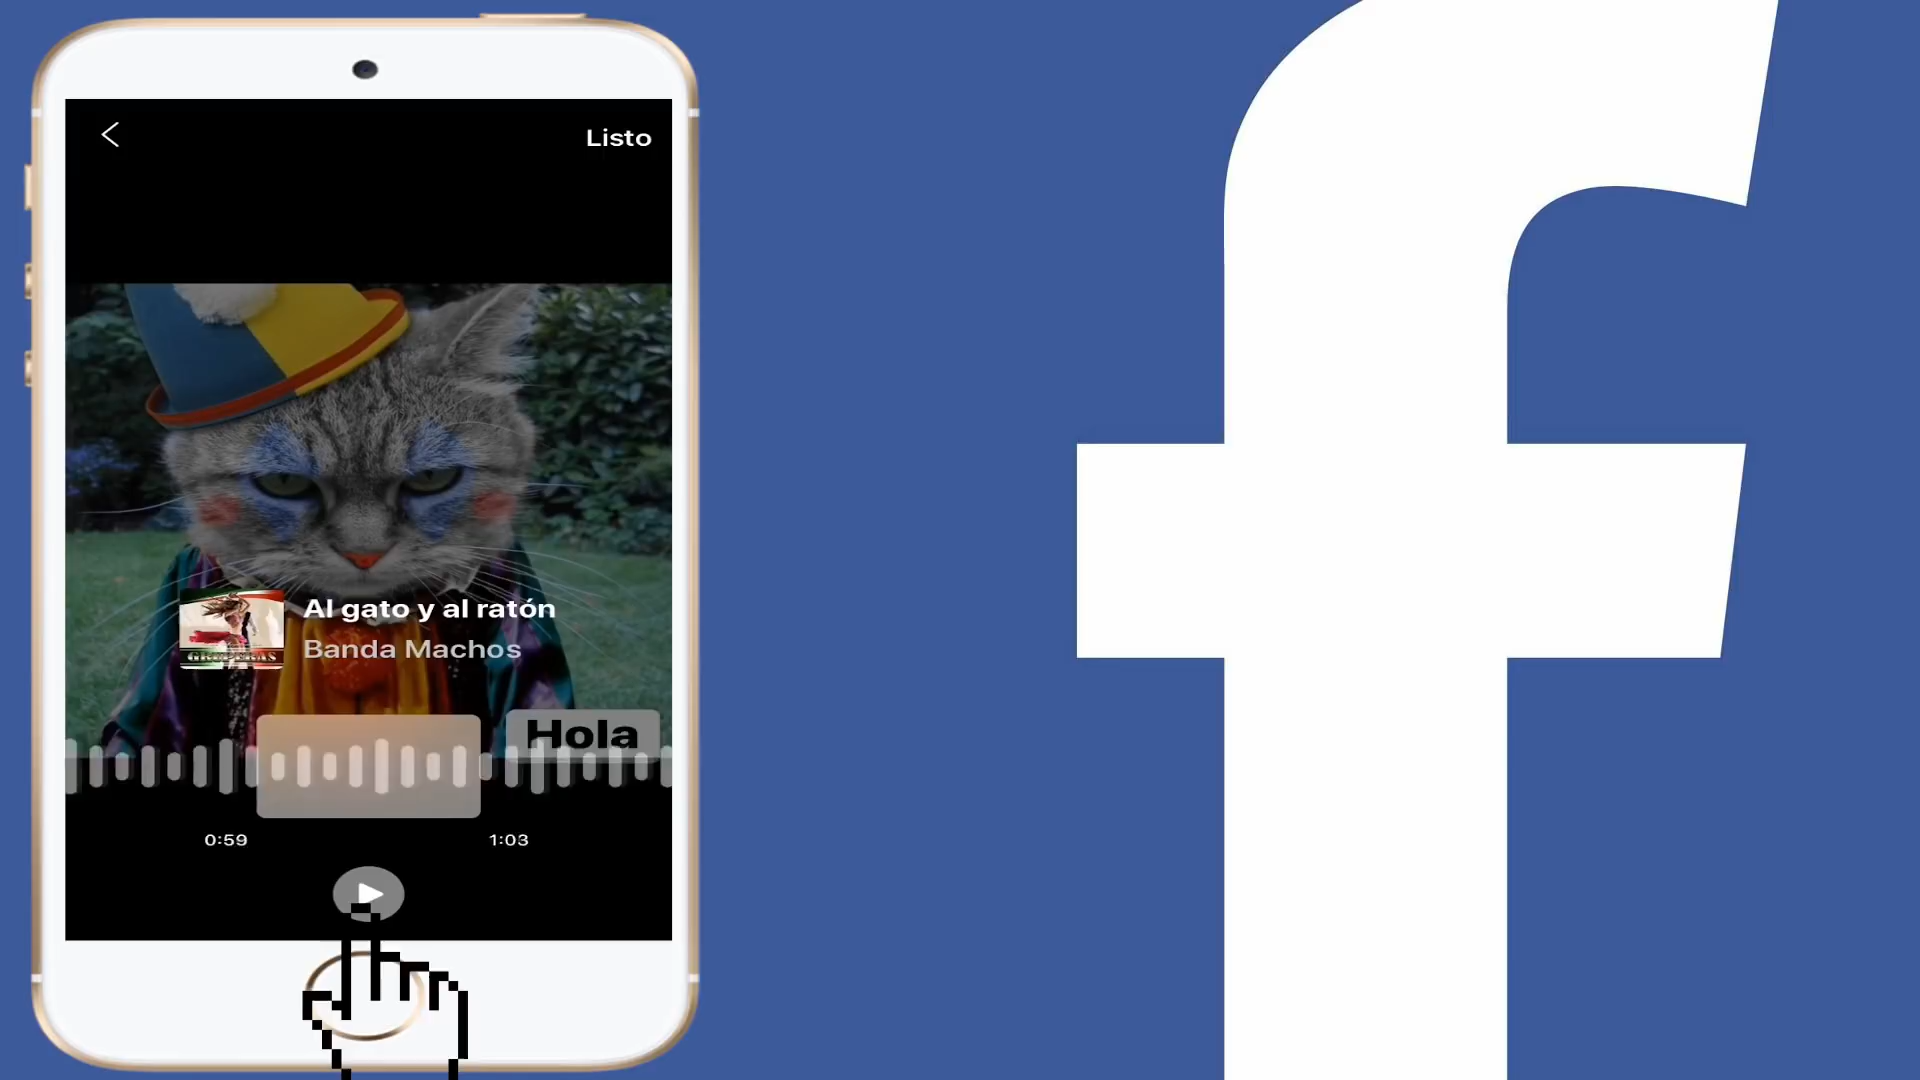 Listo
Al gato y al ratón
Banda Machos
Hola
0:59
1:03
f